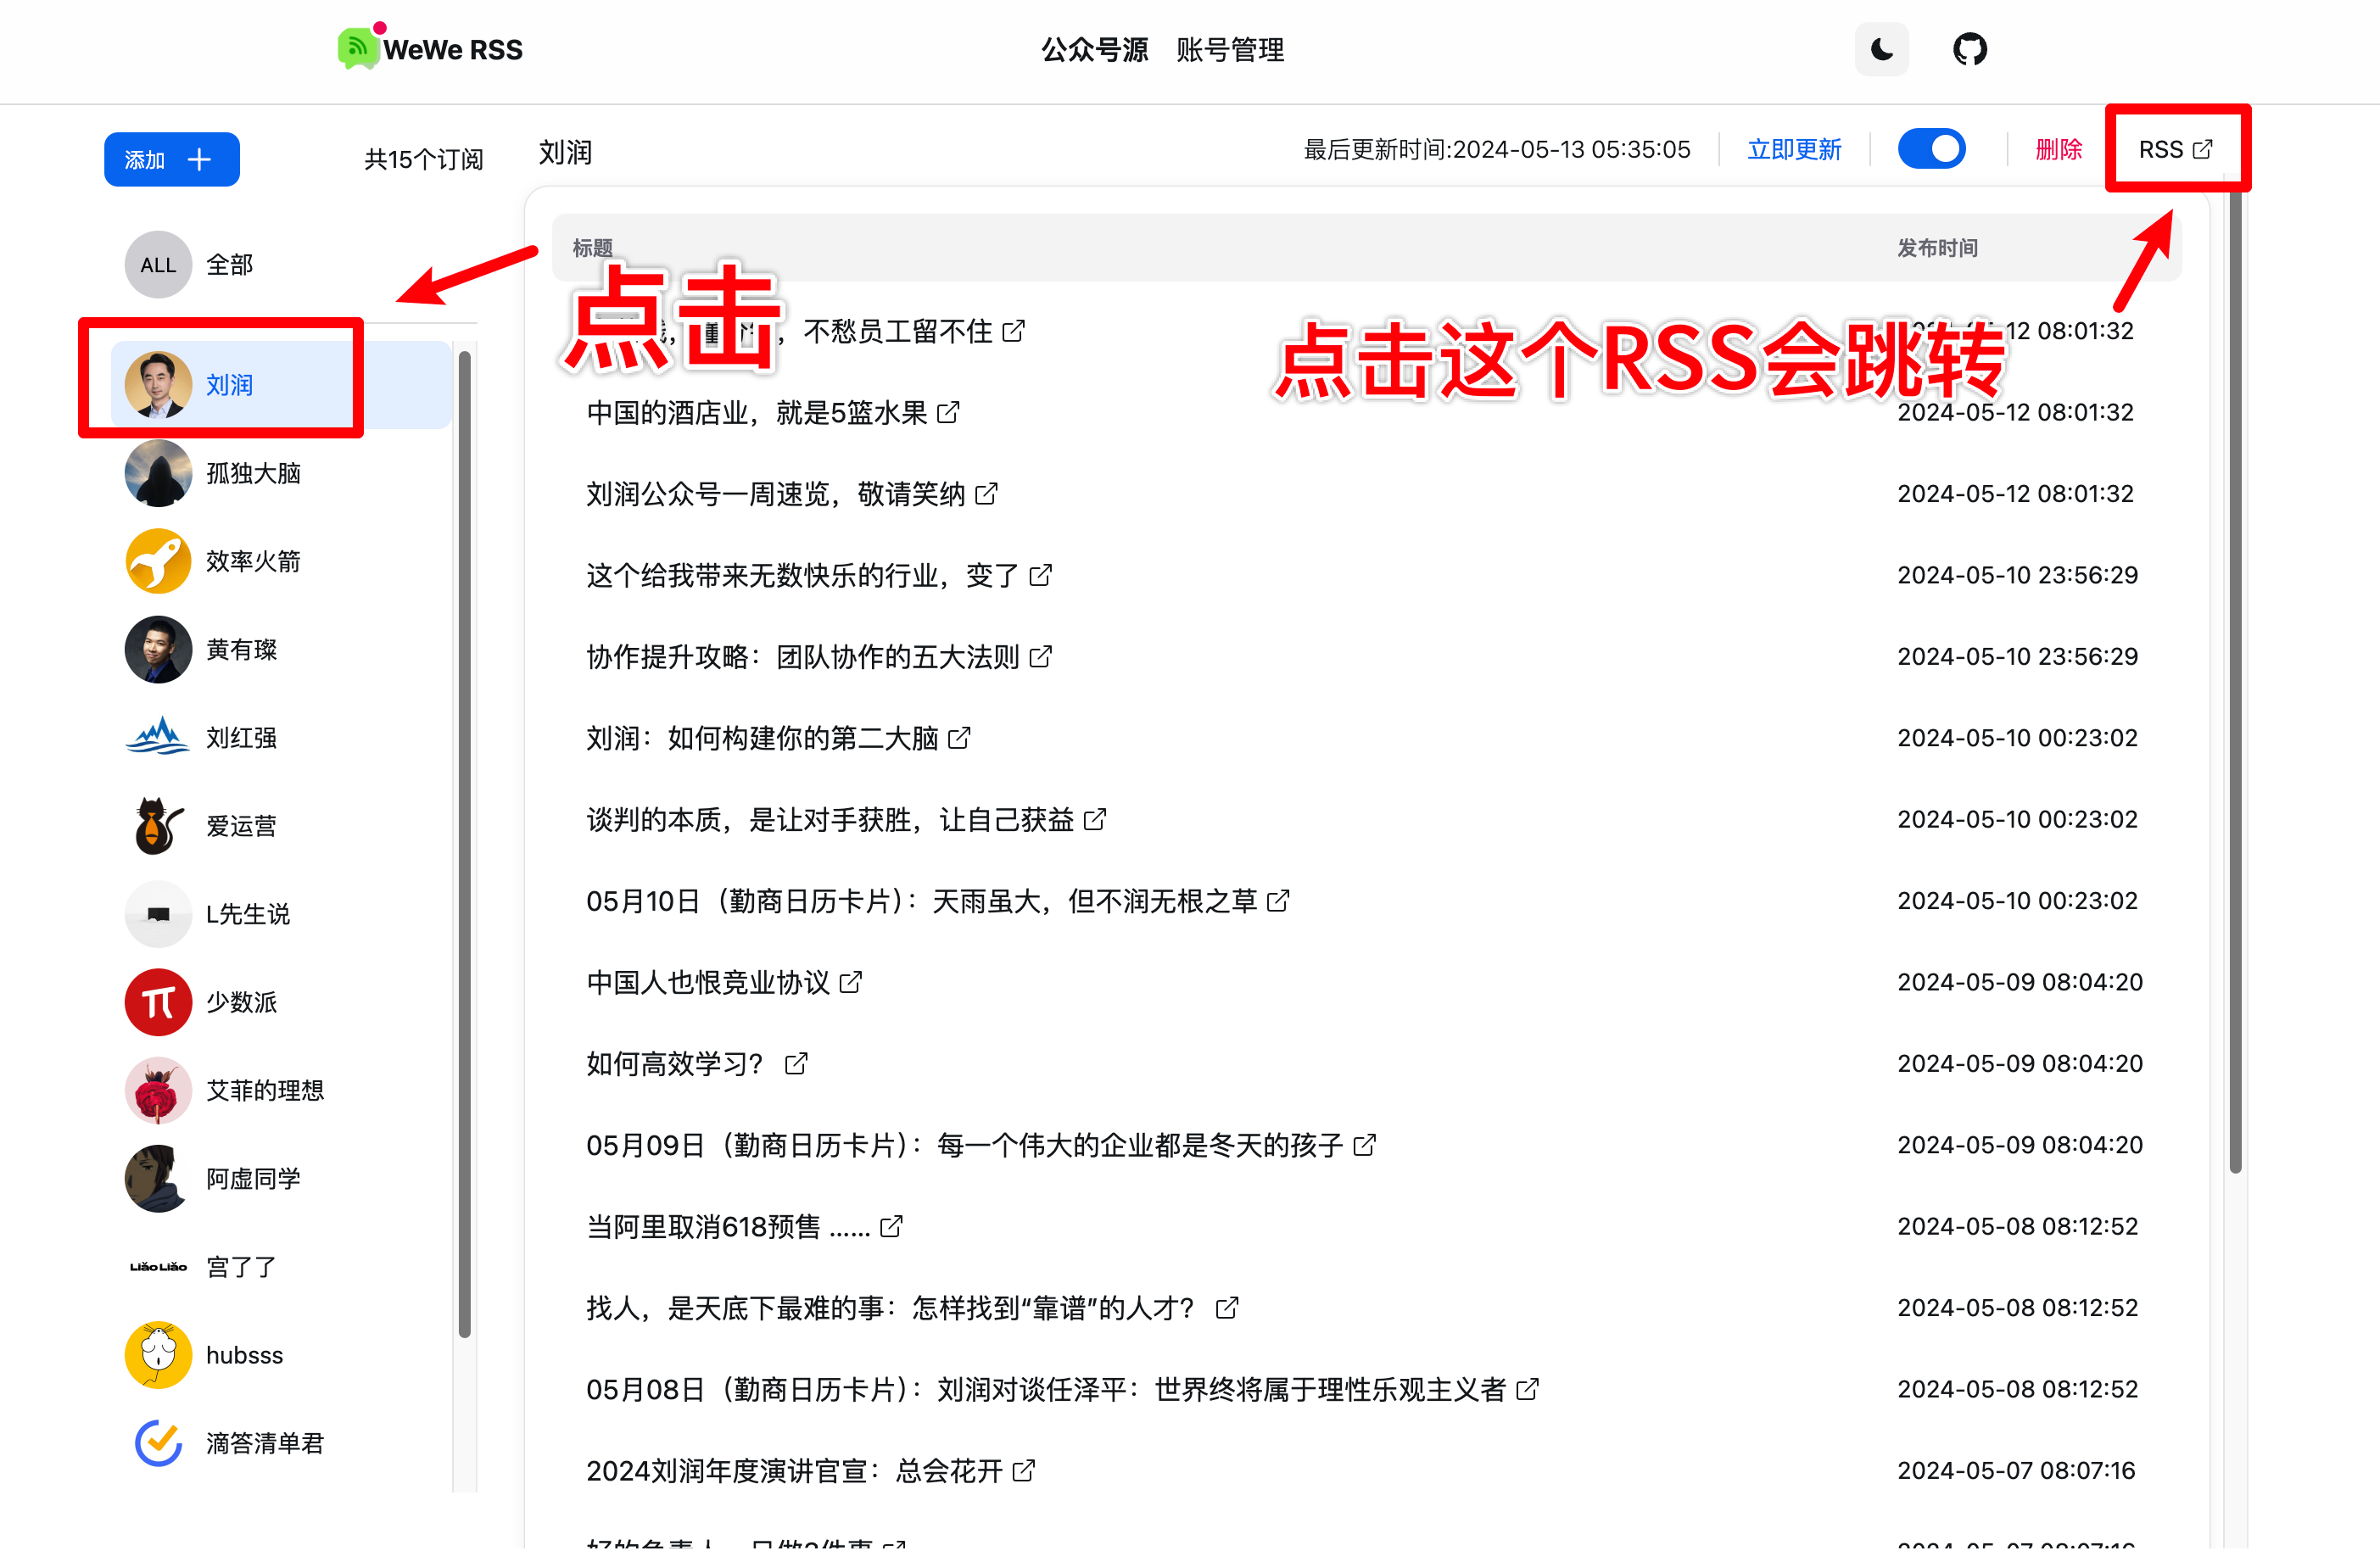 WeWe RSS
公众号源 账号管理
添加
共15个订阅
刘润
最后更新时间:2024-05-13 05:35:05
立即更新
删除
RSS
ALL 全部
刘润
孤独大脑
效率火箭
黄有璨
刘红强
爱运营
L先生说
少数派
艾菲的理想
阿虚同学
LiăoLiăo 宫了了
hubsss
滴答清单君
标题 发布时间
点击
点击这个RSS会跳转
,不愁员工留不住 12 08:01:32
中国的酒店业，就是5篮水果 2024-05-12 08:01:32
刘润公众号一周速览，敬请笑纳 2024-05-12 08:01:32
这个给我带来无数快乐的行业，变了 2024-05-10 23:56:29
协作提升攻略：团队协作的五大法则 2024-05-10 23:56:29
刘润：如何构建你的第二大脑 2024-05-10 00:23:02
谈判的本质，是让对手获胜，让自己获益 2024-05-10 00:23:02
05月10日（勤商日历卡片）：天雨虽大，但不润无根之草 2024-05-10 00:23:02
中国人也恨竞业协议 2024-05-09 08:04:20
如何高效学习？ 2024-05-09 08:04:20
05月09日（勤商日历卡片）：每一个伟大的企业都是冬天的孩子 2024-05-09 08:04:20
当阿里取消618预售 …… 2024-05-08 08:12:52
找人，是天底下最难的事：怎样找到“靠谱”的人才？ 2024-05-08 08:12:52
05月08日（勤商日历卡片）：刘润对谈任泽平：世界终将属于理性乐观主义者 2024-05-08 08:12:52
2024刘润年度演讲官宣：总会花开 2024-05-07 08:07:16